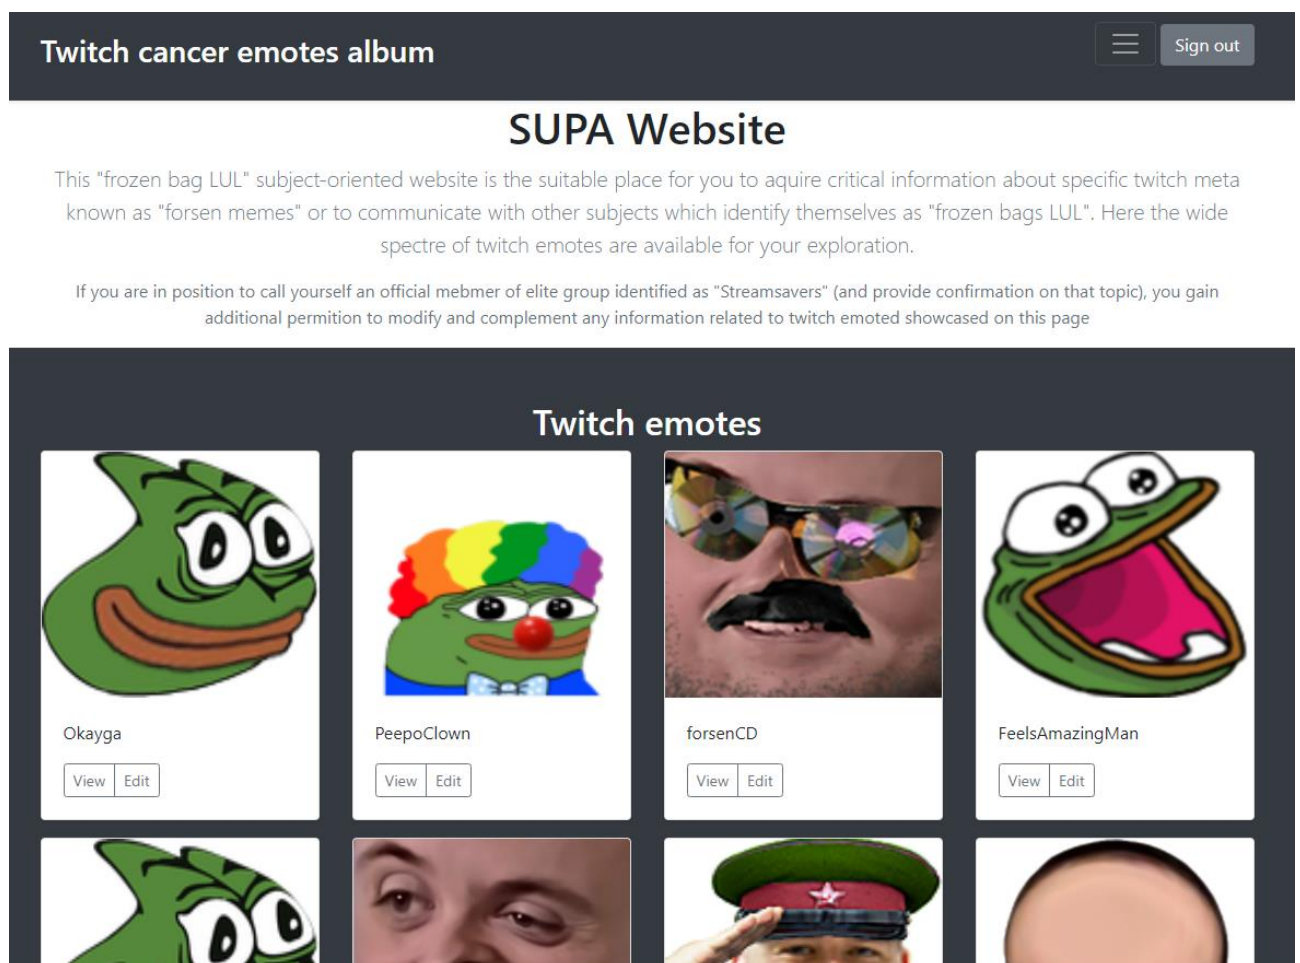 Twitch cancer emotes album
Sign out
SUPA Website
This "frozen bag LUL" subject-oriented website is the suitable place for you to aquire critical information about specific twitch meta
known as "forsen memes" or to communicate with other subjects which identify themselves as "frozen bags LUL". Here the wide
spectre of twitch emotes are available for your exploration.
If you are in position to call yourself an official mebmer of elite group identified as "Streamsavers" (and provide confirmation on that topic), you gain
additional permition to modify and complement any information related to twitch emoted showcased on this page
Twitch emotes
Okayga
View Edit
PeepoClown
View Edit
forsenCD
View Edit
FeelsAmazingMan
View Edit